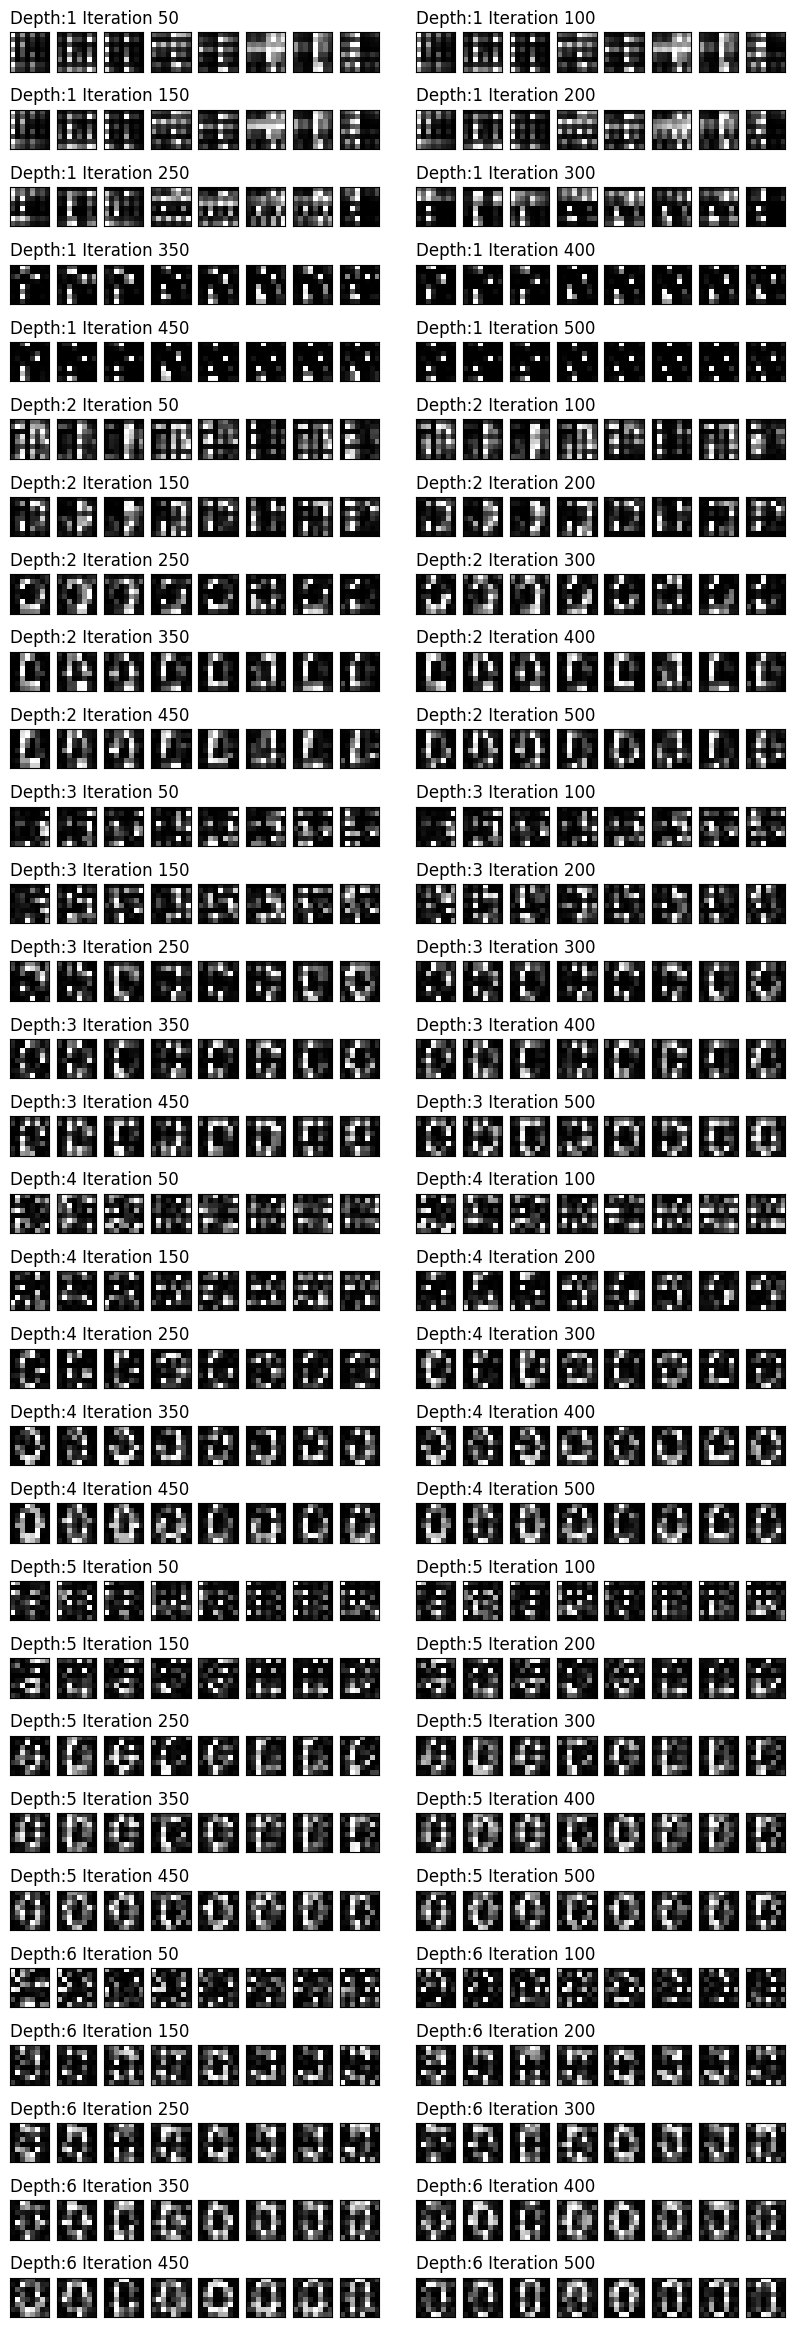 Depth:1 Iteration 50
Depth:1 Iteration 100
Depth:1 Iteration 150
Depth:1 Iteration 200
Depth:1 Iteration 250
Depth:1 Iteration 300
Depth:1 Iteration 350
Depth:1 Iteration 400
Depth:1 Iteration 450
Depth:1 Iteration 500
Depth:2 Iteration 50
Depth:2 Iteration 100
Depth:2 Iteration 150
Depth:2 Iteration 200
Depth:2 Iteration 250
Depth:2 Iteration 300
Depth:2 Iteration 350
Depth:2 Iteration 400
Depth:2 Iteration 450
Depth:2 Iteration 500
Depth:3 Iteration 50
Depth:3 Iteration 100
Depth:3 Iteration 150
Depth:3 Iteration 200
Depth:3 Iteration 250
Depth:3 Iteration 300
Depth:3 Iteration 350
Depth:3 Iteration 400
Depth:3 Iteration 450
Depth:3 Iteration 500
Depth:4 Iteration 50
Depth:4 Iteration 100
Depth:4 Iteration 150
Depth:4 Iteration 200
Depth:4 Iteration 250
Depth:4 Iteration 300
Depth:4 Iteration 350
Depth:4 Iteration 400
Depth:4 Iteration 450
Depth:4 Iteration 500
Depth:5 Iteration 50
Depth:5 Iteration 100
Depth:5 Iteration 150
Depth:5 Iteration 200
Depth:5 Iteration 250
Depth:5 Iteration 300
Depth:5 Iteration 350
Depth:5 Iteration 400
Depth:5 Iteration 450
Depth:5 Iteration 500
Depth:6 Iteration 50
Depth:6 Iteration 100
Depth:6 Iteration 150
Depth:6 Iteration 200
Depth:6 Iteration 250
Depth:6 Iteration 300
Depth:6 Iteration 350
Depth:6 Iteration 400
Depth:6 Iteration 450
Depth:6 Iteration 500